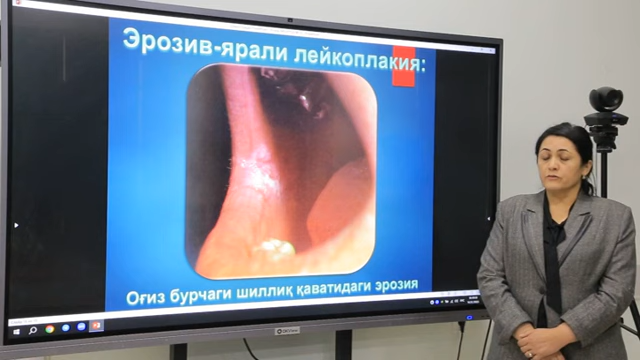 Эрозив-ярали лейкоплакия:
Оғиз бурчаги шиллиқ қаватидаги эрозия